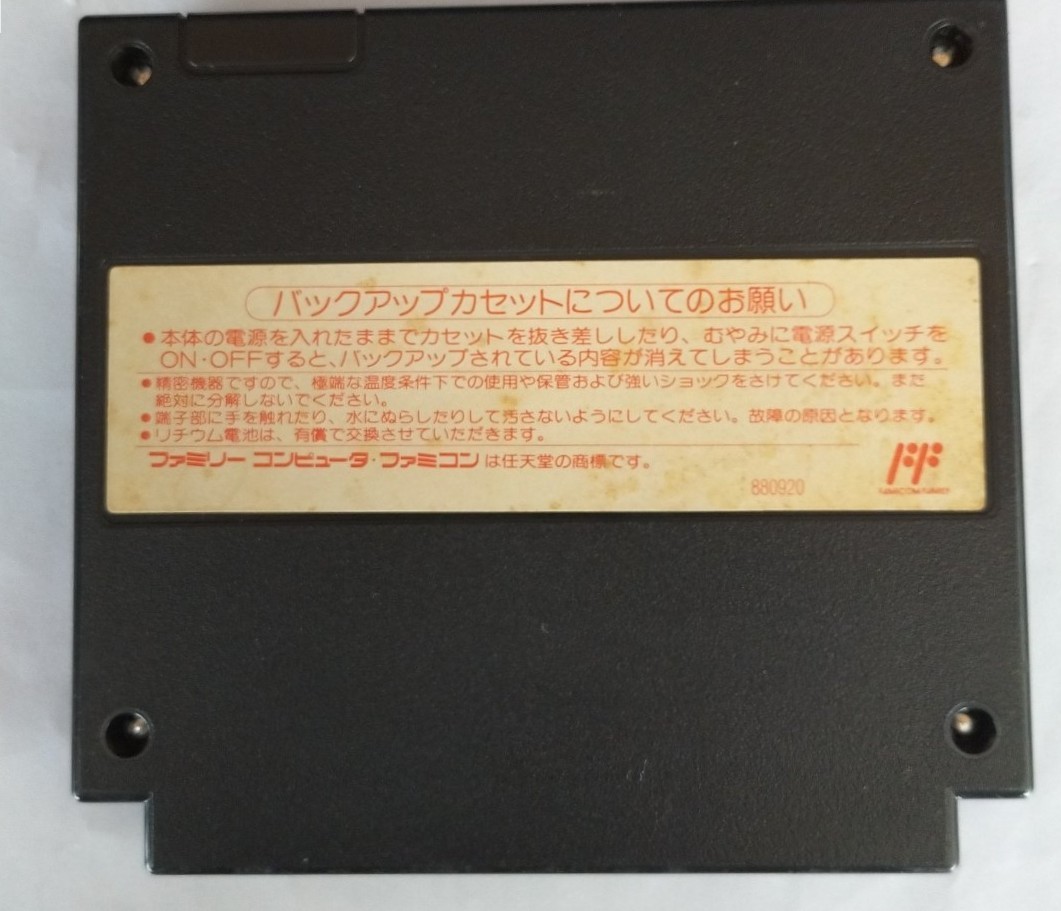 バックアップカセットについてのお願い
●本体の電源を入れたままでカセットを抜き差ししたり、むやみに電源スイッチを
ON・OFFすると、バックアップされている内容が消えてしまうことがあります。
●精密機器ですので、極端な温度条件下での使用や保管および強いショックをさけてください。また
絶対に分解しないでください。
●端子部に手を触れたり、水にぬらしたりして汚さないようにしてください。故障の原因となります。
●リチウム電池は、有償で交換させていただきます。
ファミリー コンピュータ・ファミコンは任天堂の商標です。
880920
FAMICOM FAMILY